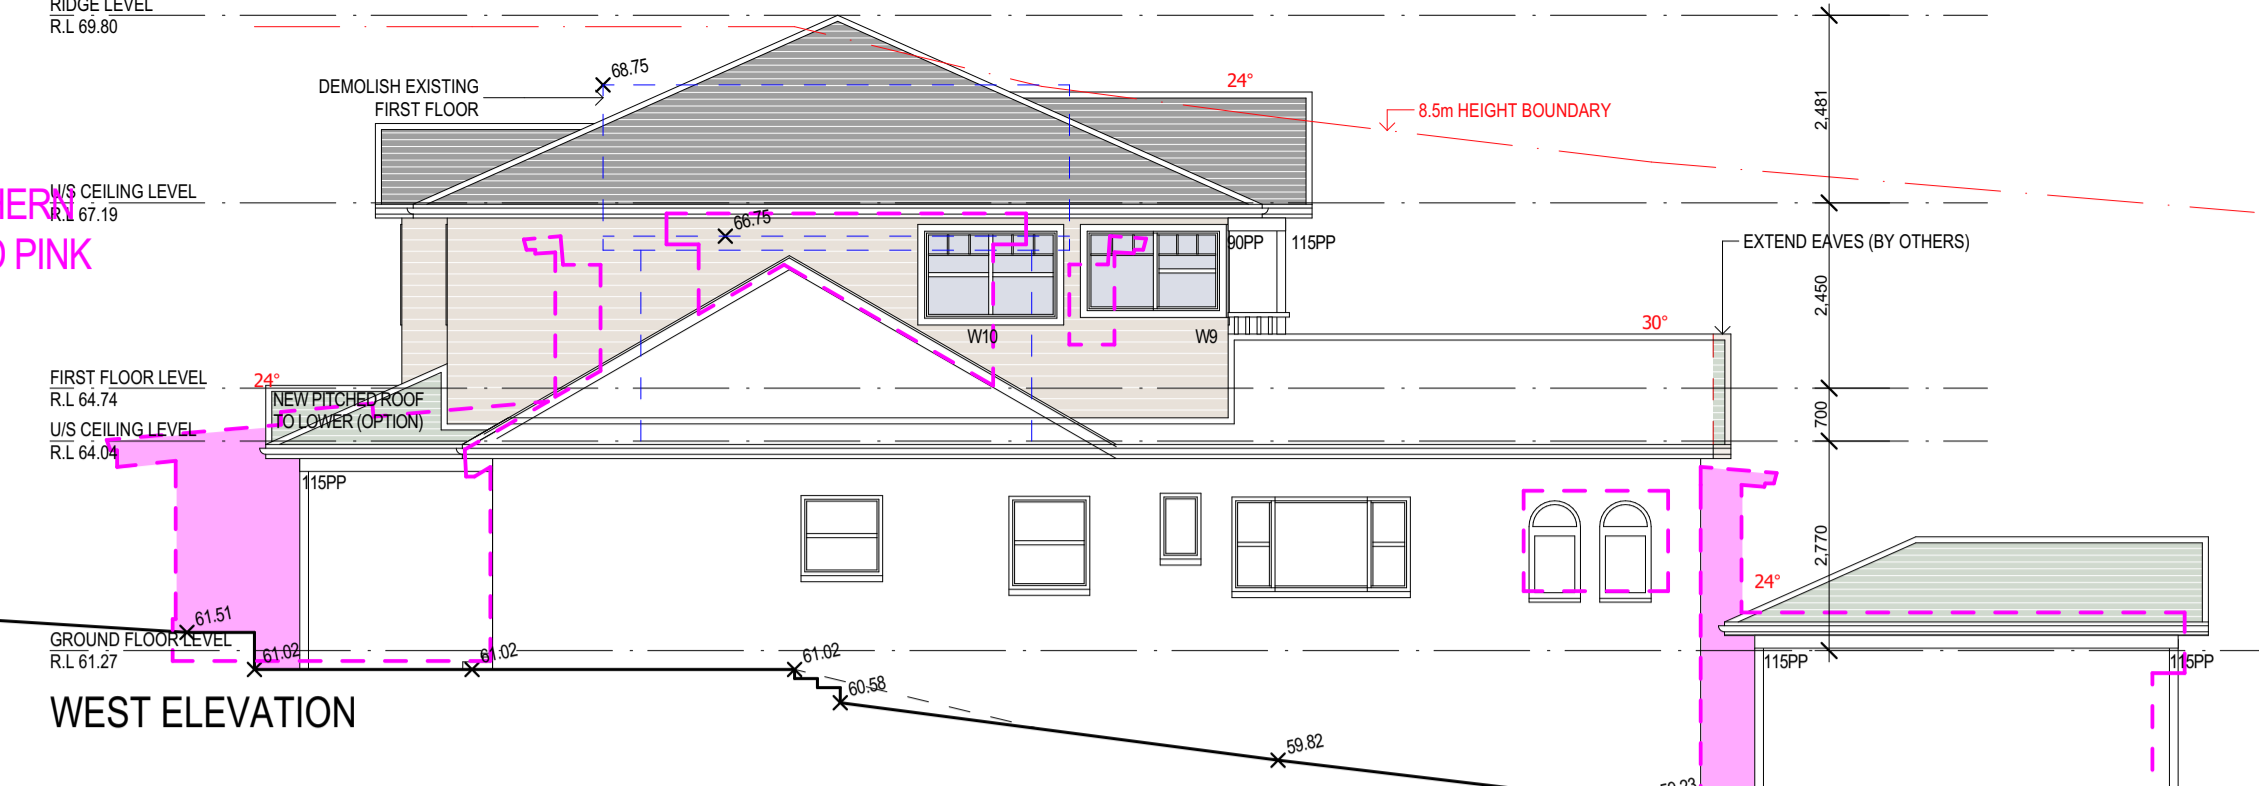 RIDGE LEVEL
R.L 69.80
68.75
DEMOLISH EXISTING
FIRST FLOOR
24°
8.5m HEIGHT BOUNDARY
2,481
U/S CEILING LEVEL
R.L 67.19
HERN
PINK
66.75
90PP
115PP
EXTEND EAVES (BY OTHERS)
2,450
W10
W9
30°
FIRST FLOOR LEVEL
R.L 64.74
24°
NEW PITCHED ROOF
TO LOWER (OPTION)
700
U/S CEILING LEVEL
R.L 64.04
115PP
2,770
24°
61.51
GROUND FLOOR LEVEL
R.L 61.27
61.02
61.02
61.02
115PP
115PP
60.58
WEST ELEVATION
59.82